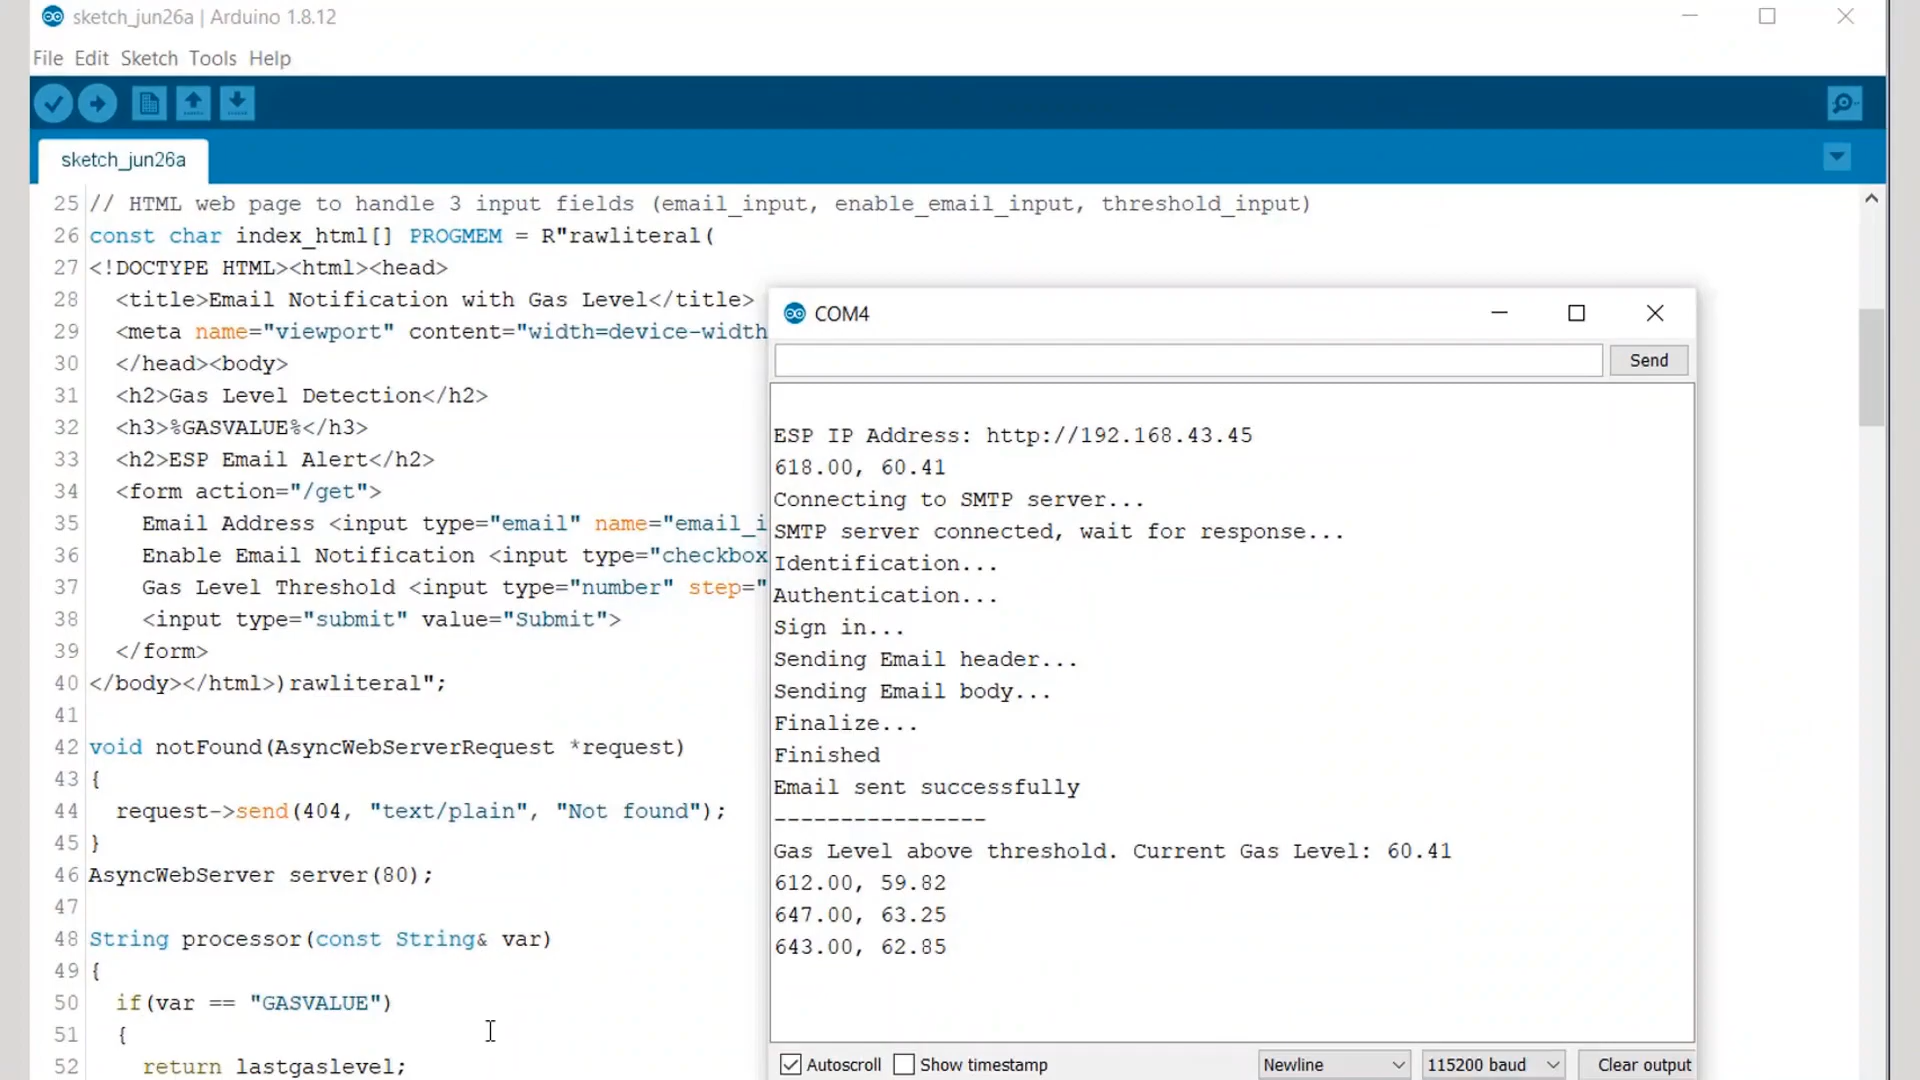 sketch_jun26a | Arduino 1.8.12
File Edit Sketch Tools Help
sketch_jun26a
25 // HTML web page to handle 3 input fields (email_input, enable_email_input, threshold_input)
26 const char index_html[] PROGMEM = R"rawliteral(
27 <!DOCTYPE HTML><html><head>
28 <title>Email Notification with Gas Level</title>
29 <meta name="viewport" content="width=device-width
30 </head><body>
31 <h2>Gas Level Detection</h2>
32 <h3>%GASVALUE%</h3>
33 <h2>ESP Email Alert</h2>
34 <form action="/get">
35 Email Address <input type="email" name="email_i
36 Enable Email Notification <input type="checkbox
37 Gas Level Threshold <input type="number" step="
38 <input type="submit" value="Submit">
39 </form>
40 </body></html>)rawliteral";
41
42 void notFound(AsyncWebServerRequest *request)
43 {
44 request->send(404, "text/plain", "Not found");
45 }
46 AsyncWebServer server(80);
47
48 String processor(const String& var)
49 {
50 if(var == "GASVALUE")
51 {
52 return lastgaslevel;
COM4
Send
ESP IP Address: http://192.168.43.45
618.00, 60.41
Connecting to SMTP server...
SMTP server connected, wait for response...
Identification...
Authentication...
Sign in...
Sending Email header...
Sending Email body...
Finalize...
Finished
Email sent successfully
----------------
Gas Level above threshold. Current Gas Level: 60.41
612.00, 59.82
647.00, 63.25
643.00, 62.85
Autoscroll Show timestamp Newline 115200 baud Clear output